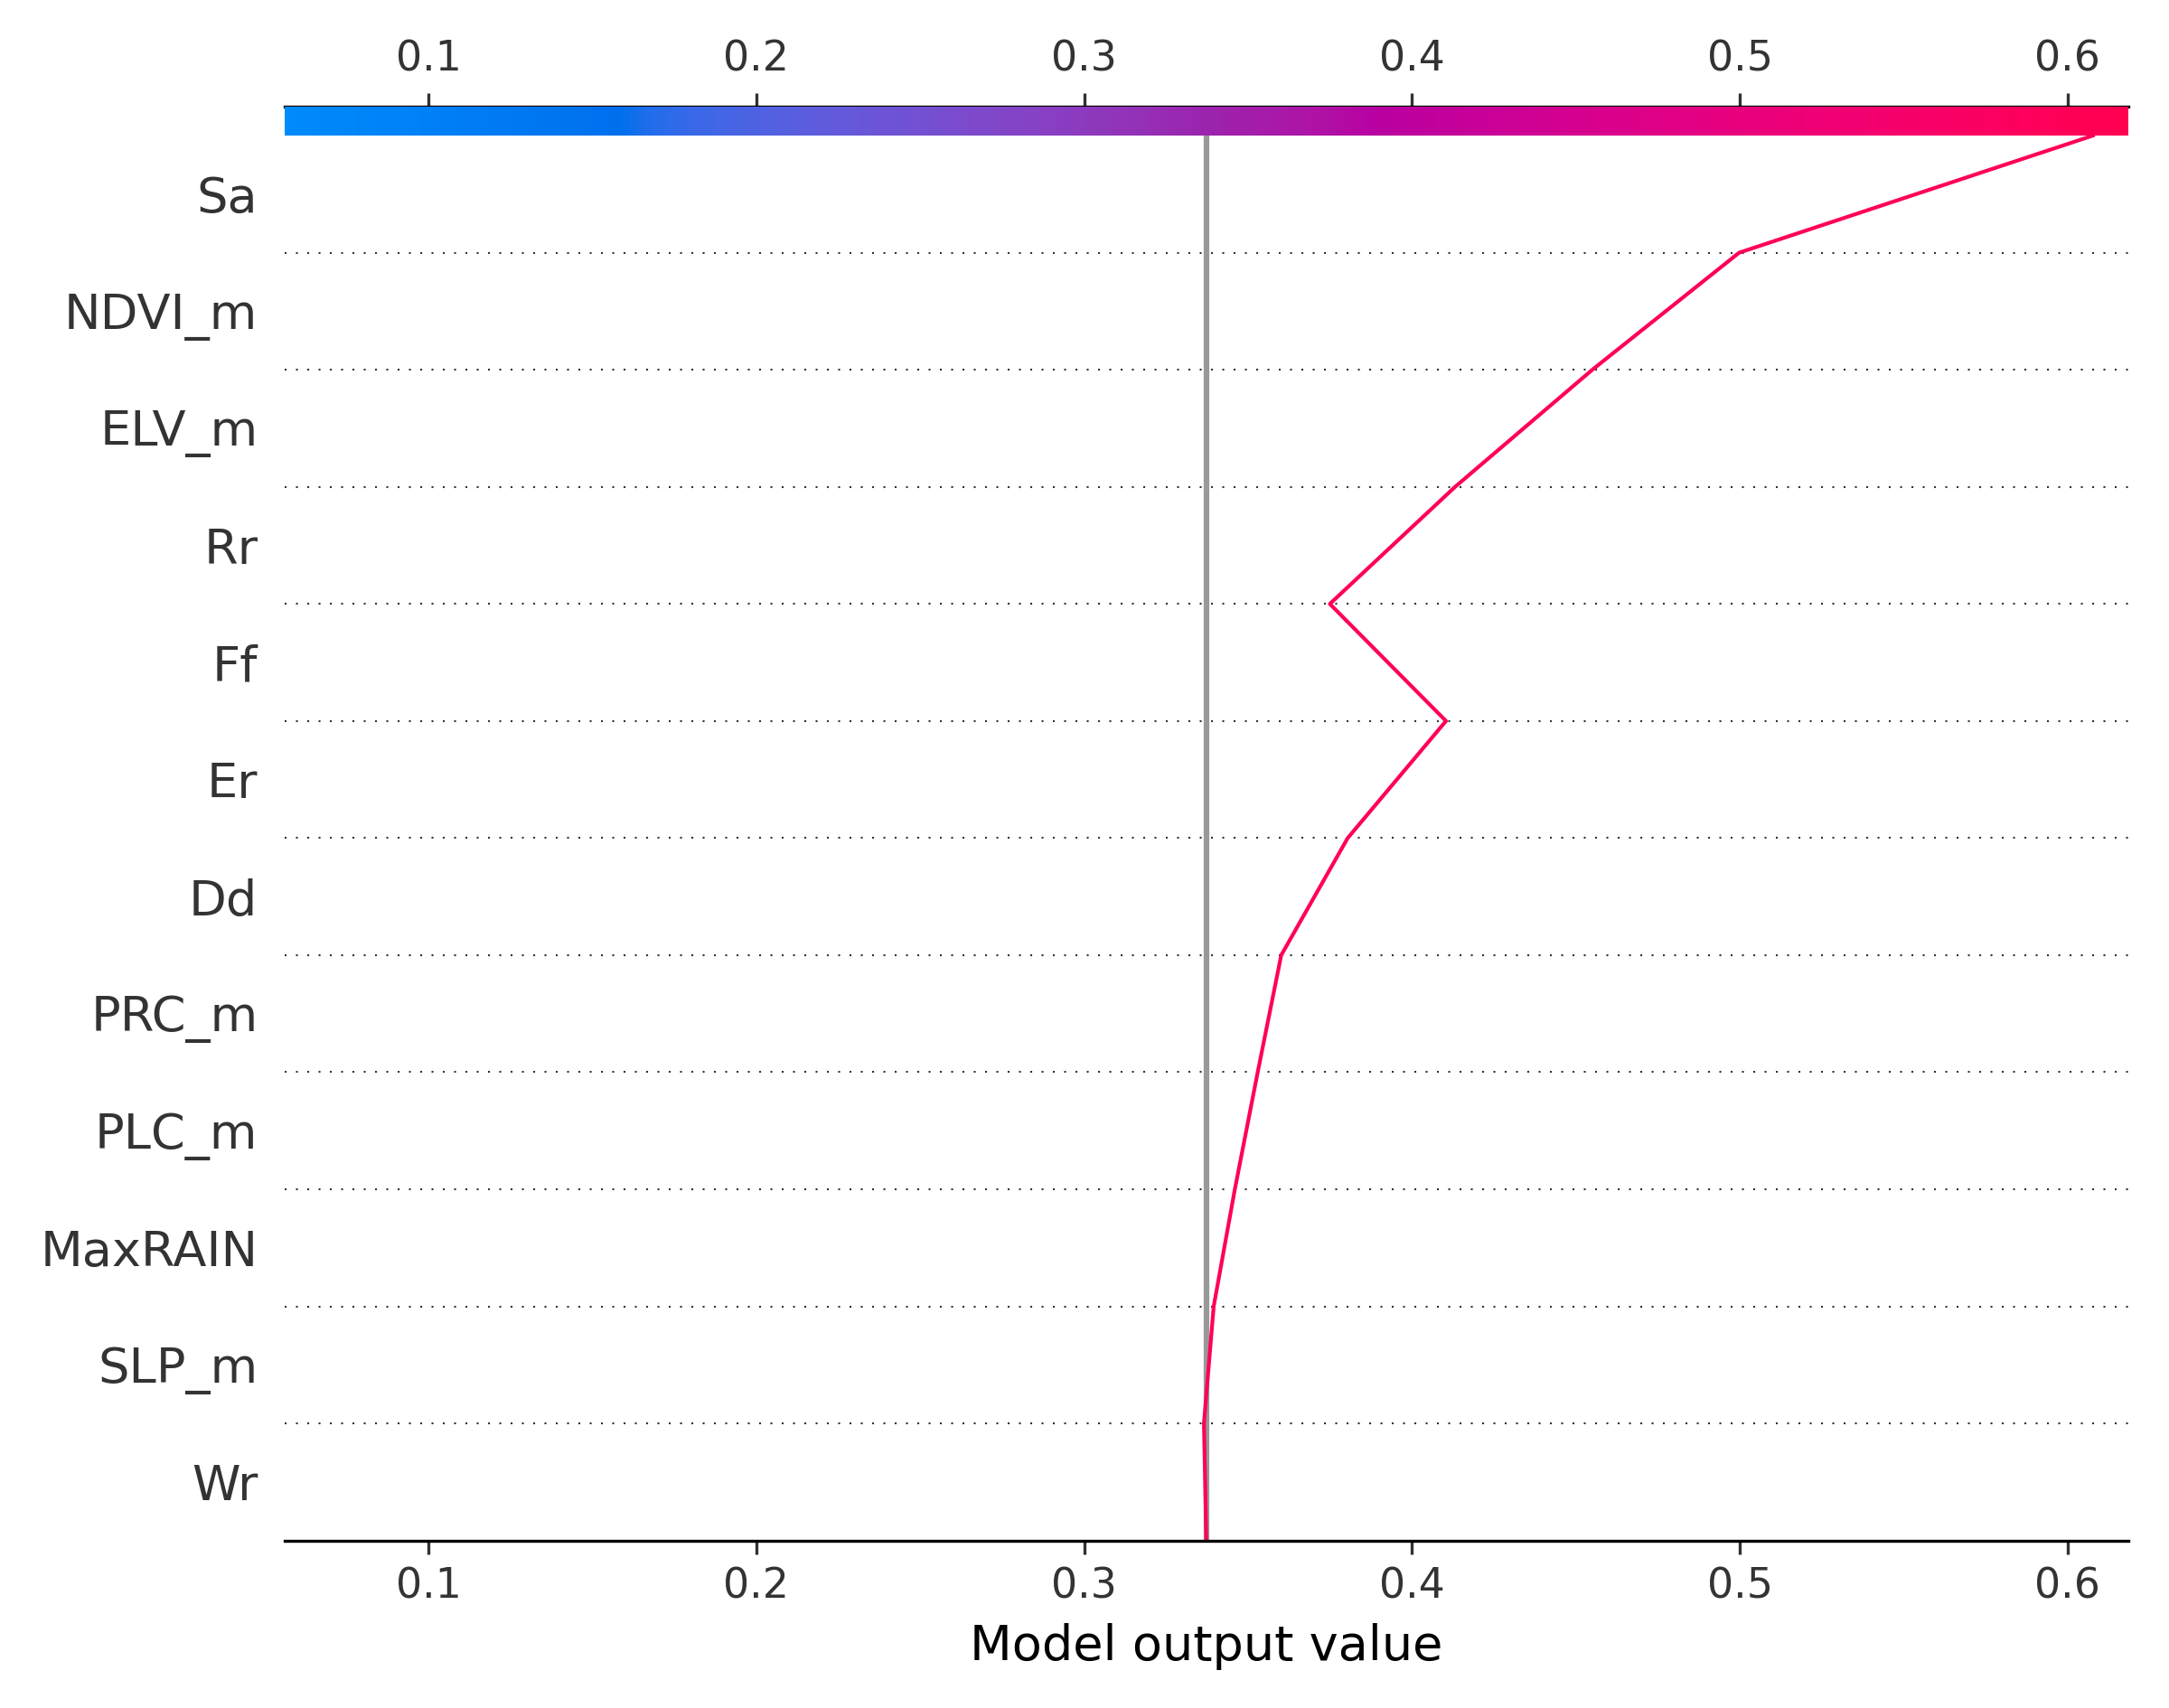 0.1 0.2 0.3 0.4 0.5 0.6
Sa
NDVI_m
ELV_m
Rr
Ff
Er
Dd
PRC_m
PLC_m
MaxRAIN
SLP_m
Wr
0.1 0.2 0.3 0.4 0.5 0.6
Model output value